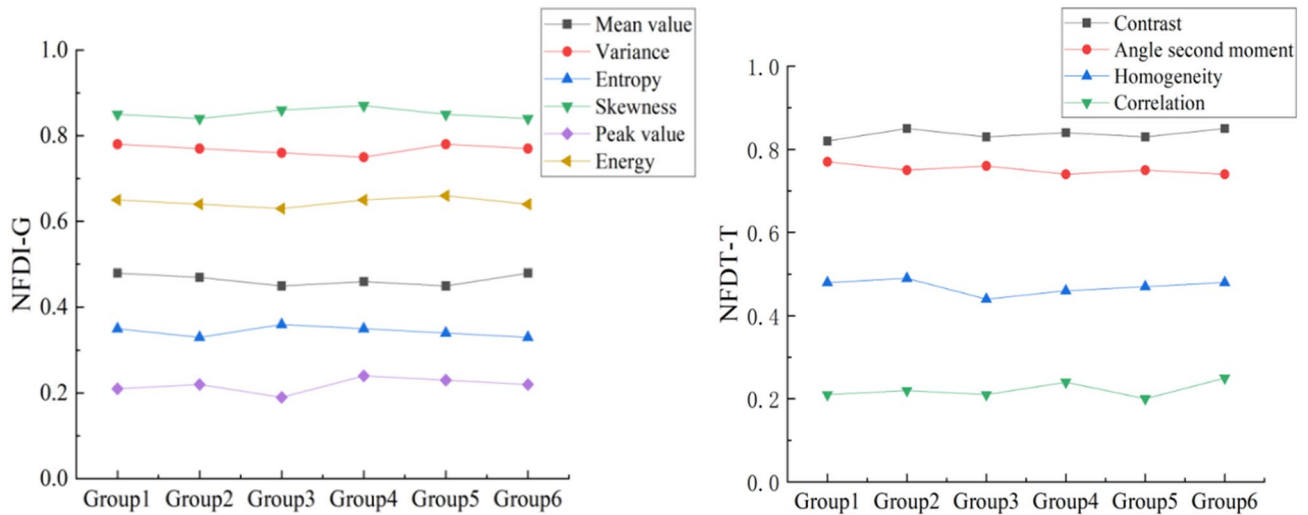 Mean value
Variance
Entropy
Skewness
Peak value
Energy
NFDI-G
1.0
0.8
0.6
0.4
0.2
0.0
Group1 Group2 Group3 Group4 Group5 Group6
Contrast
Angle second moment
Homogeneity
Correlation
NFDT-T
1.0
0.8
0.6
0.4
0.2
0.0
Group1 Group2 Group3 Group4 Group5 Group6